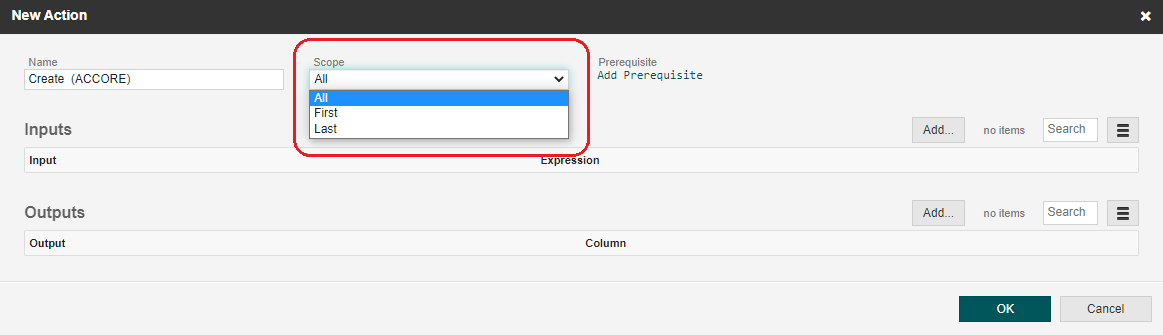 New Action
Name Scope Prerequisite
Create (ACCORE) All Add Prerequisite
All
First
Last
Inputs Add... no items Search
Input Expression
Outputs Add... no items Search
Output Column
OK Cancel